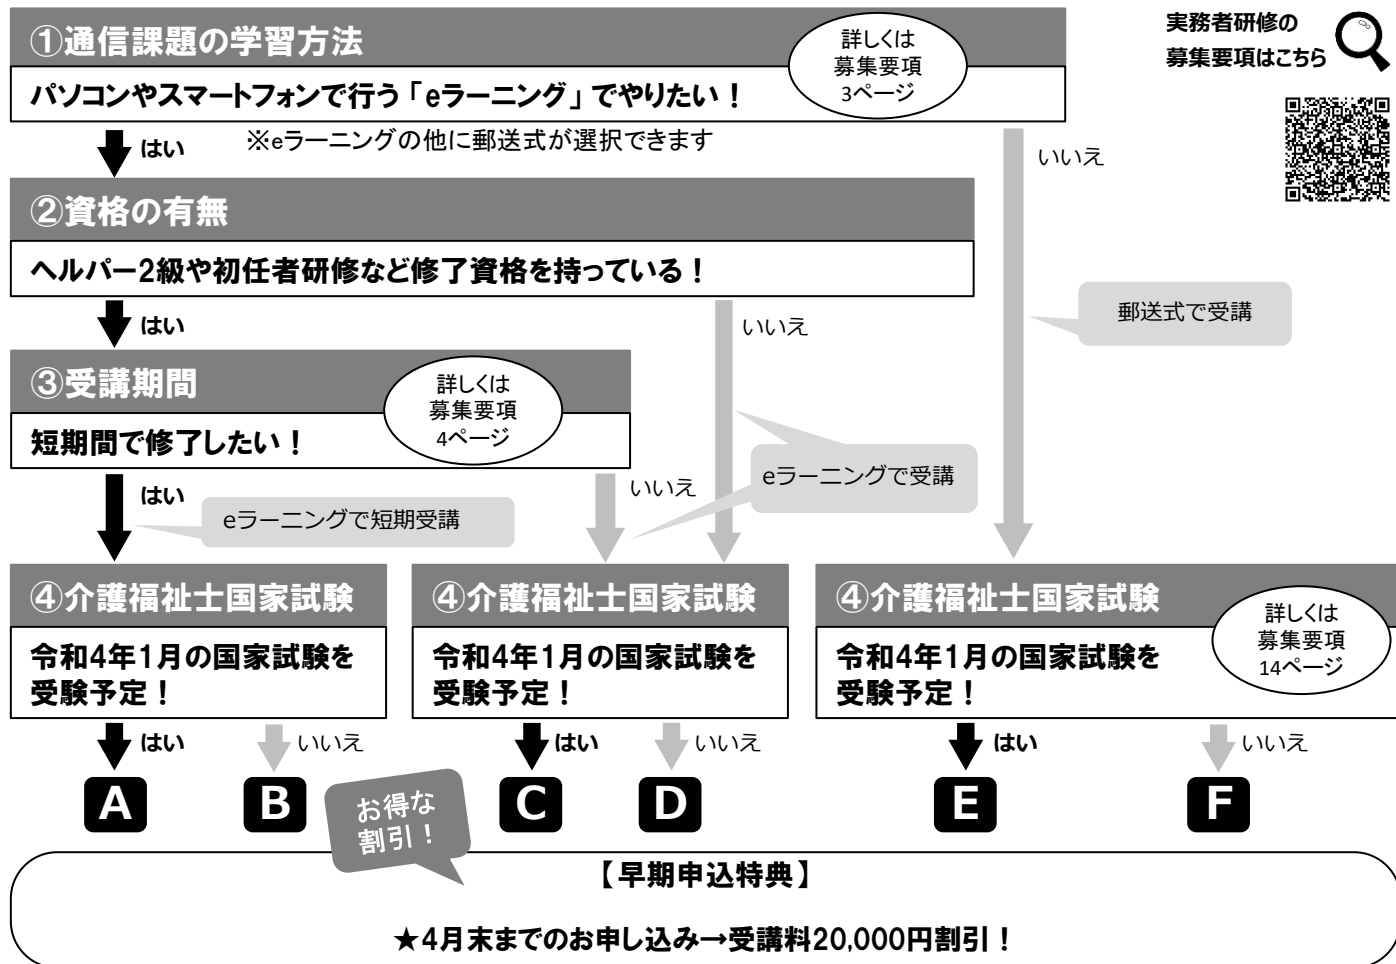 ①通信課題の学習方法
詳しくは
募集要項
3ページ
実務者研修の
募集要項はこちら
パソコンやスマートフォンで行う「eラーニング」でやりたい！
はい
※eラーニングの他に郵送式が選択できます
いいえ
②資格の有無
ヘルパー2級や初任者研修など修了資格を持っている！
はい
いいえ
郵送式で受講
③受講期間
詳しくは
募集要項
4ページ
短期間で修了したい！
はい
いいえ
eラーニングで受講
eラーニングで短期受講
④介護福祉士国家試験
令和4年1月の国家試験を
受験予定！
はい
いいえ
A
B
④介護福祉士国家試験
令和4年1月の国家試験を
受験予定！
はい
いいえ
C
D
④介護福祉士国家試験
詳しくは
募集要項
14ページ
令和4年1月の国家試験を
受験予定！
はい
いいえ
E
F
お得な
割引！
【早期申込特典】
★4月末までのお申し込み→受講料20,000円割引！